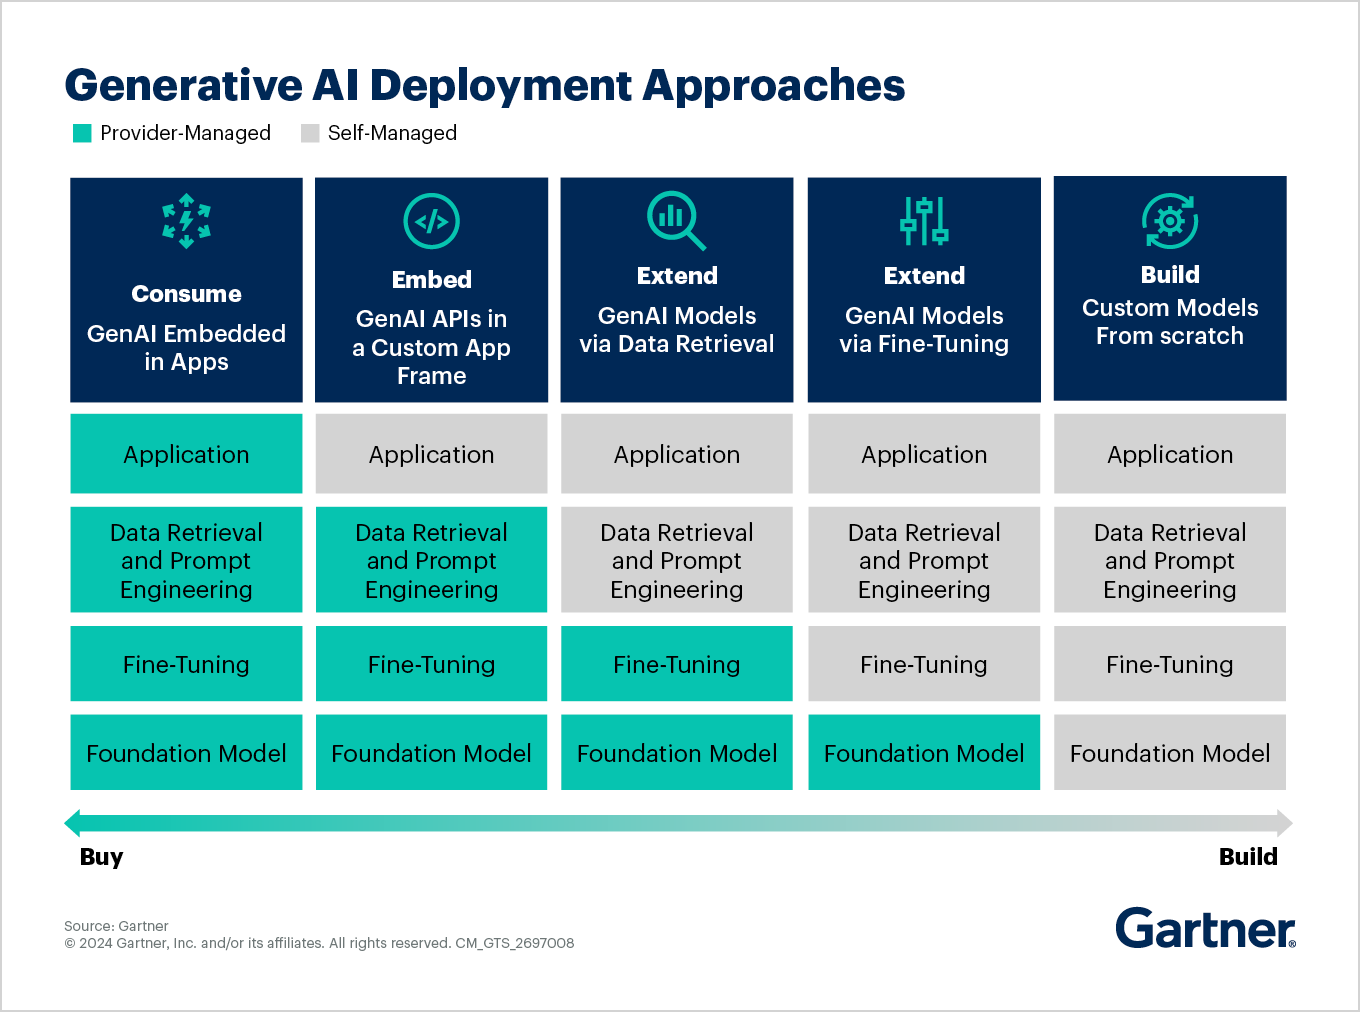 Generative AI Deployment Approaches
Provider-Managed
Self-Managed
Consume
GenAI Embedded
in Apps
Embed
GenAI APIs in
a Custom App
Frame
Extend
GenAI Models
via Data Retrieval
Extend
GenAI Models
via Fine-Tuning
Build
Custom Models
From scratch
Application
Application
Application
Application
Application
Data Retrieval
and Prompt
Engineering
Data Retrieval
and Prompt
Engineering
Data Retrieval
and Prompt
Engineering
Data Retrieval
and Prompt
Engineering
Data Retrieval
and Prompt
Engineering
Fine-Tuning
Fine-Tuning
Fine-Tuning
Fine-Tuning
Fine-Tuning
Foundation Model
Foundation Model
Foundation Model
Foundation Model
Foundation Model
Buy
Build
Source: Gartner
© 2024 Gartner, Inc. and/or its affiliates. All rights reserved. CM_GTS_2697008
Gartner®